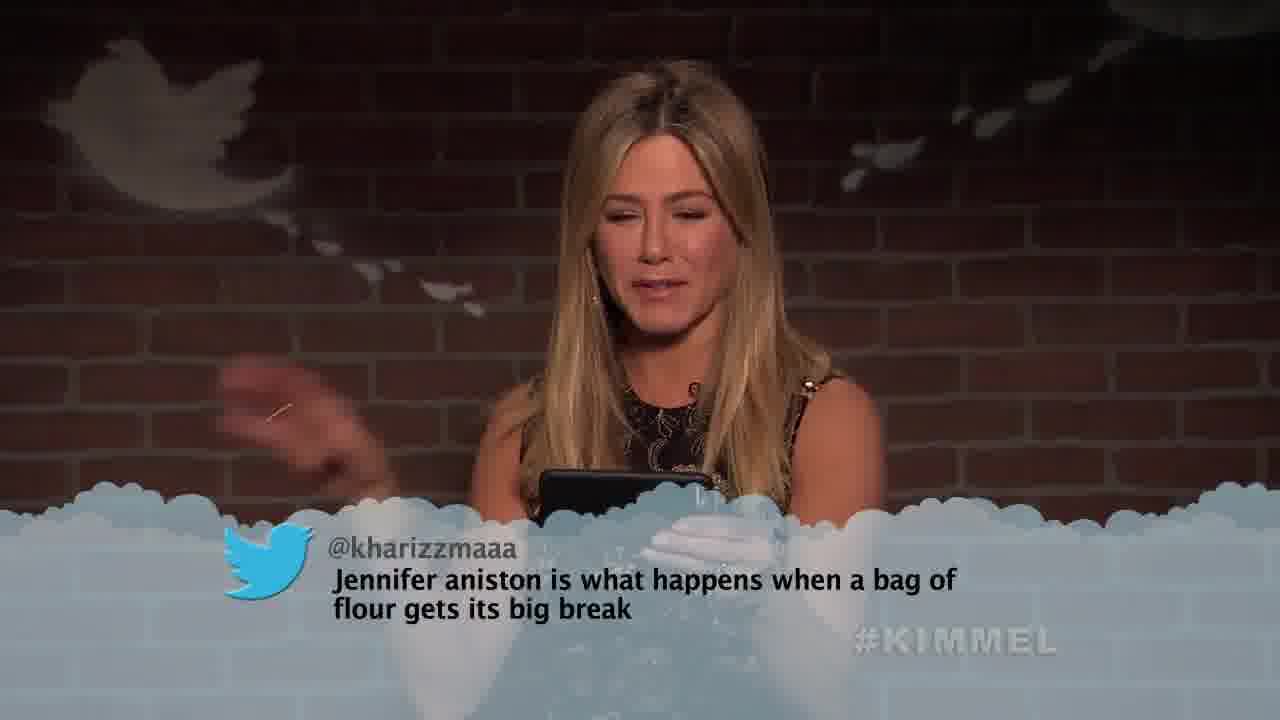 @kharizzmaaa
Jennifer aniston is what happens when a bag of
flour gets its big break
#KIMMEL